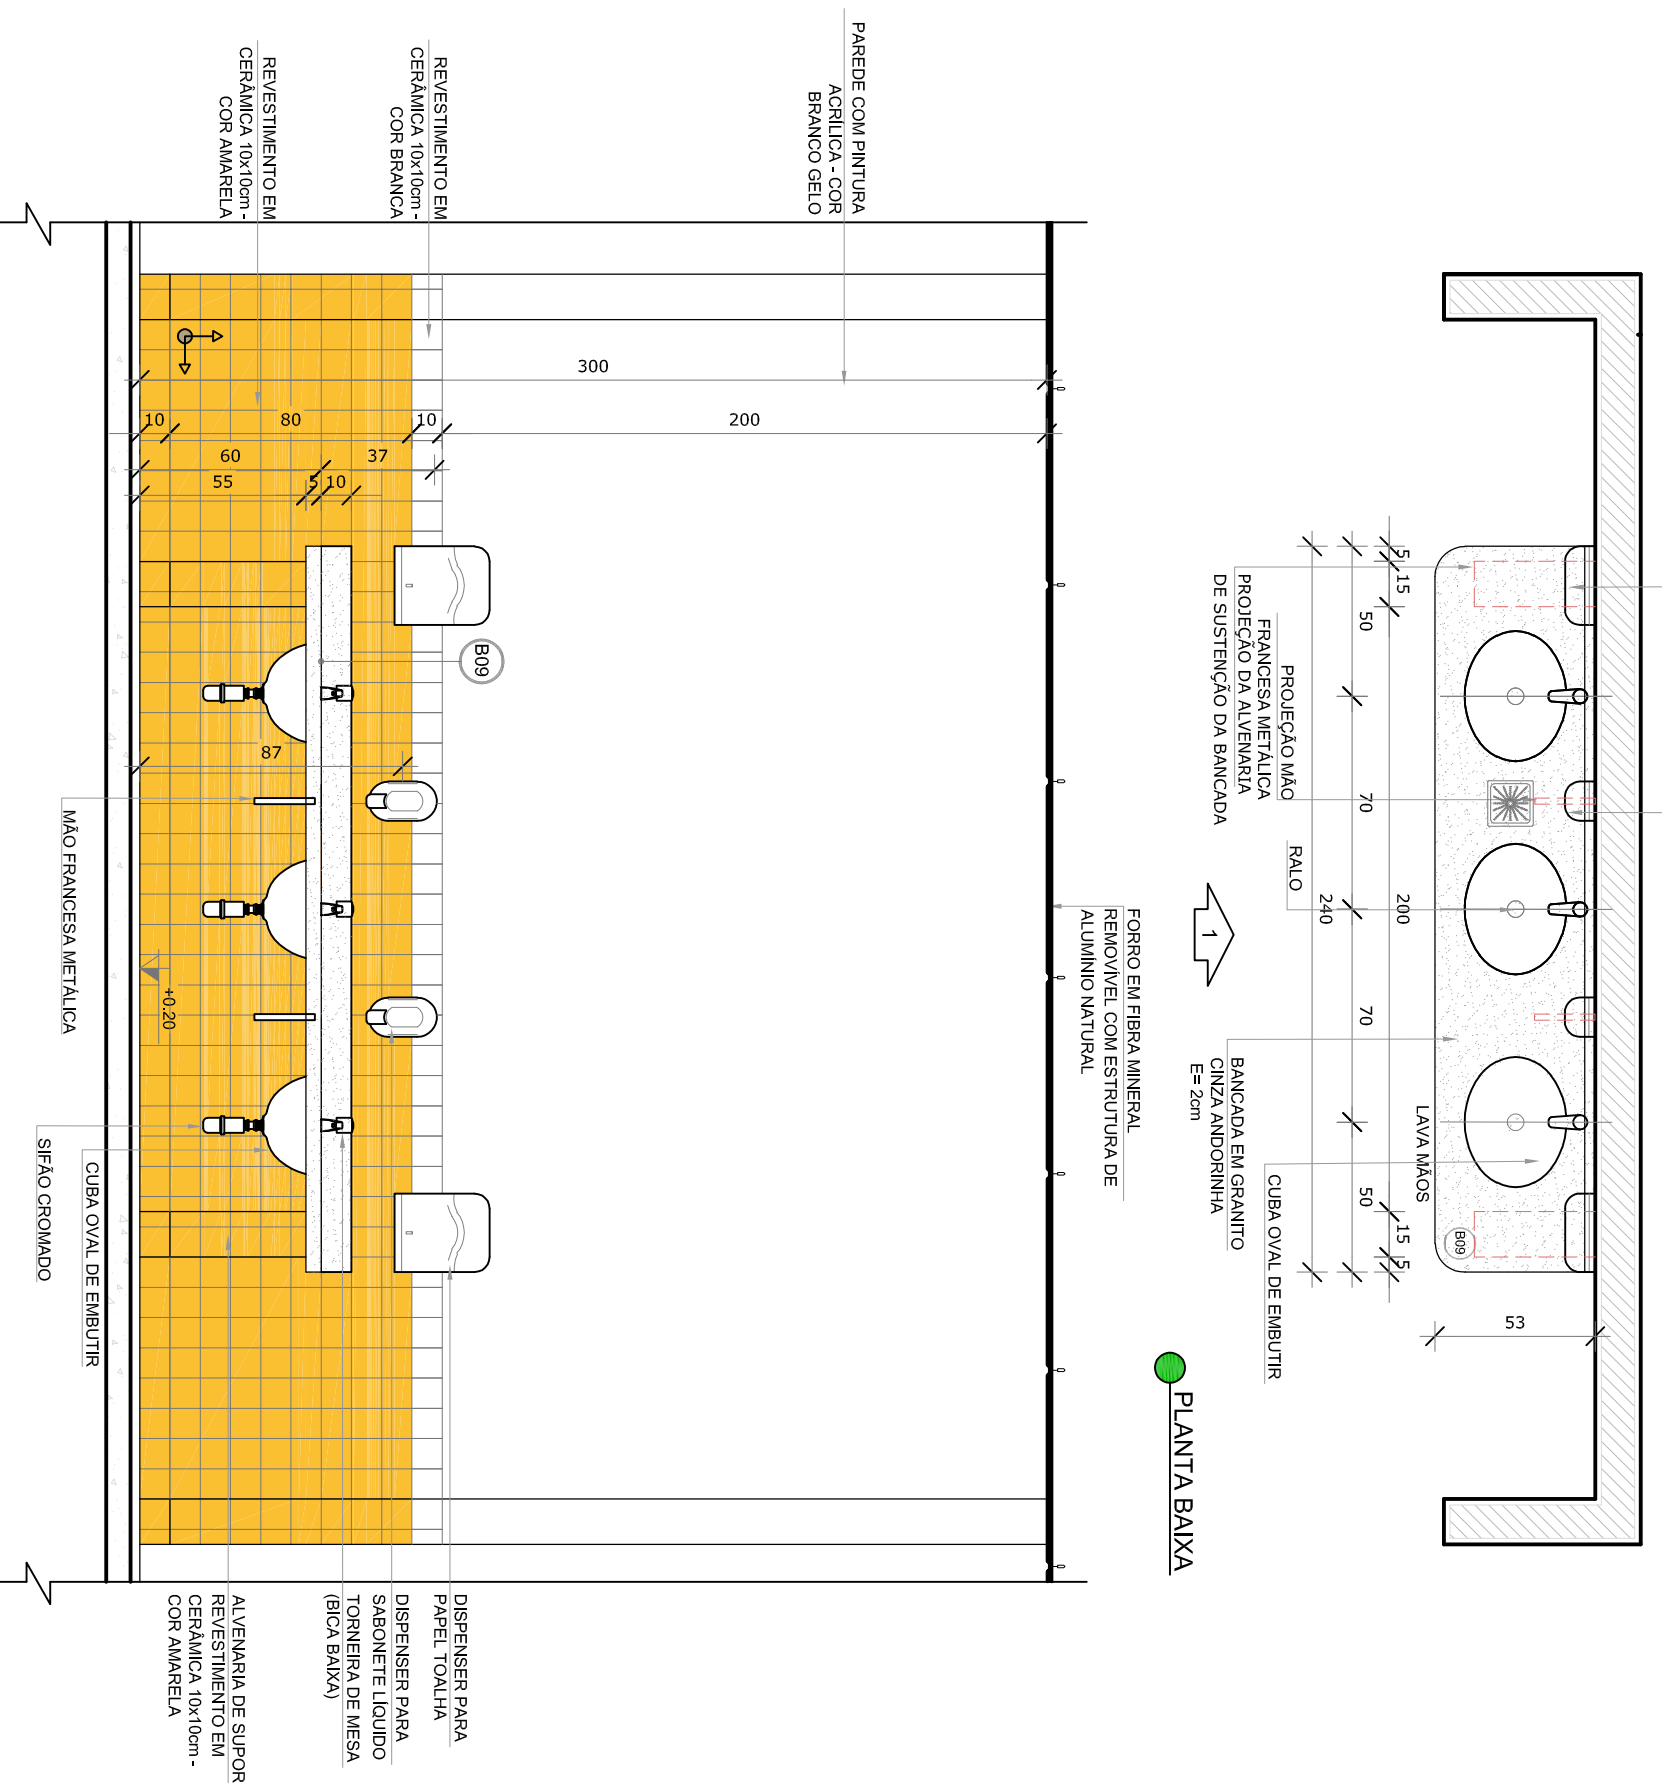 PAREDE COM PINTURA
ACRÍLICA - COR
BRANCO GELO
REVESTIMENTO EM
CERÂMICA 10x10cm -
COR BRANCA
REVESTIMENTO EM
CERÂMICA 10x10cm -
COR AMARELA
300
10
80
10
200
60
37
55
5
10
B09
87
+0.20
MÃO FRANCESA METÁLICA
CUBA OVAL DE EMBUTIR
SIFÃO CROMADO
DISPENSER PARA
PAPEL TOALHA
DISPENSER PARA
SABONETE LÍQUIDO
TORNEIRA DE MESA
(BICA BAIXA)
ALVENARIA DE SUPOR
REVESTIMENTO EM
CERÂMICA 10x10cm -
COR AMARELA
FORRO EM FIBRA MINERAL
REMOVÍVEL COM ESTRUTURA DE
ALUMÍNIO NATURAL
5
15
50
70
200
240
70
50
15
5
53
PROJEÇÃO MÃO
FRANCESA METÁLICA
PROJEÇÃO DA ALVENARIA
DE SUSTENÇÃO DA BANCADA
RALO
1
LAVA MÃOS
B09
BANCADA EM GRANITO
CINZA ANDORINHA
E= 2cm
CUBA OVAL DE EMBUTIR
PLANTA BAIXA